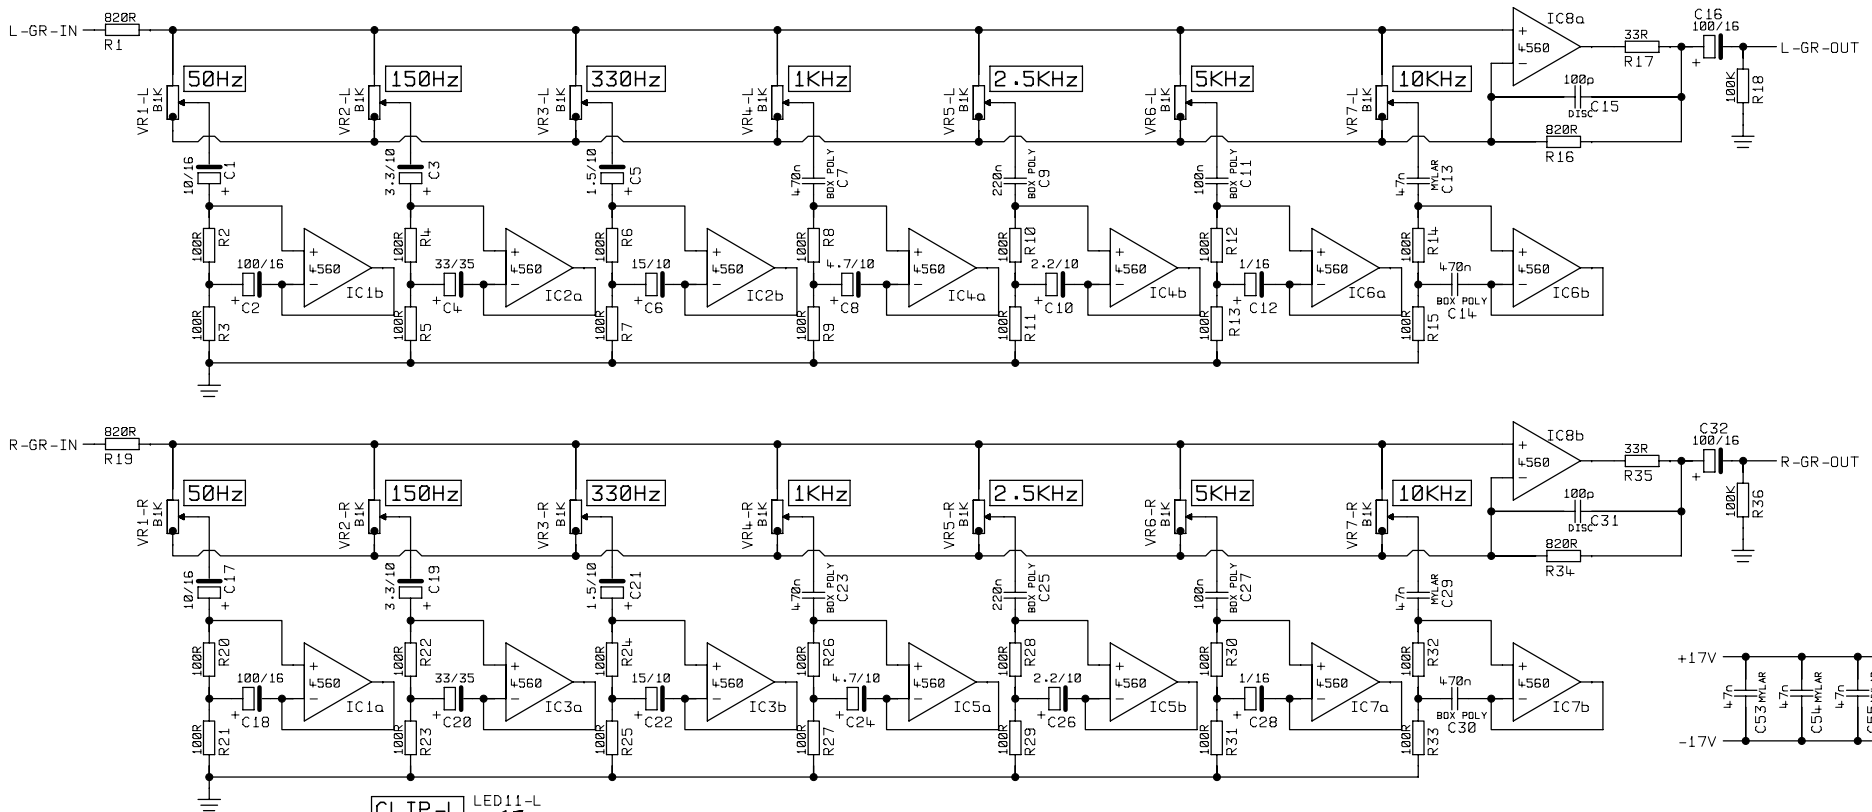 L-GR-IN
820R
R1
50Hz
VR1-L
B1K
150Hz
VR2-L
B1K
330Hz
VR3-L
B1K
1KHz
VR4-L
B1K
2.5KHz
VR5-L
B1K
5KHz
VR6-L
B1K
10KHz
VR7-L
B1K
+
-
4560
IC8a
33R
R17
C16
100/16
+
L-GR-OUT
100K
R18
100p
DISC
C15
820R
R16
10/16
C1
+
3.3/10
C3
+
1.5/10
C5
+
470n
BOX POLY
C7
220n
BOX POLY
C9
100n
BOX POLY
C11
47n
MYLAR
C13
100R
R2
100/16
+
C2
+
-
4560
IC1b
100R
R3
100R
R4
33/35
+
C4
+
-
4560
IC2a
100R
R5
100R
R6
15/10
+
C6
+
-
4560
IC2b
100R
R7
100R
R8
4.7/10
+
C8
+
-
4560
IC4a
100R
R9
100R
R10
2.2/10
+
C10
+
-
4560
IC4b
100R
R11
100R
R12
1/16
+
C12
+
-
4560
IC6a
100R
R13
100R
R14
470n
BOX POLY
C14
+
-
4560
IC6b
100R
R15
R-GR-IN
820R
R19
50Hz
VR1-R
B1K
150Hz
VR2-R
B1K
330Hz
VR3-R
B1K
1KHz
VR4-R
B1K
2.5KHz
VR5-R
B1K
5KHz
VR6-R
B1K
10KHz
VR7-R
B1K
+
-
4560
IC8b
33R
R35
C32
100/16
+
R-GR-OUT
100K
R36
100p
DISC
C31
820R
R34
10/16
C17
+
3.3/10
C19
+
1.5/10
C21
+
470n
BOX POLY
C23
220n
BOX POLY
C25
100n
BOX POLY
C27
47n
MYLAR
C29
100R
R20
100/16
+
C18
+
-
4560
IC1a
100R
R21
100R
R22
33/35
+
C20
+
-
4560
IC3a
100R
R23
100R
R24
15/10
+
C22
+
-
4560
IC3b
100R
R25
100R
R26
4.7/10
+
C24
+
-
4560
IC5a
100R
R27
100R
R28
2.2/10
+
C26
+
-
4560
IC5b
100R
R29
100R
R30
1/16
+
C28
+
-
4560
IC7a
100R
R31
100R
R32
470n
BOX POLY
C30
+
-
4560
IC7b
100R
R33
+17V
-17V
47n
C53
MYLAR
47n
C54
MYLAR
47n
CLIP-L
LED11-L